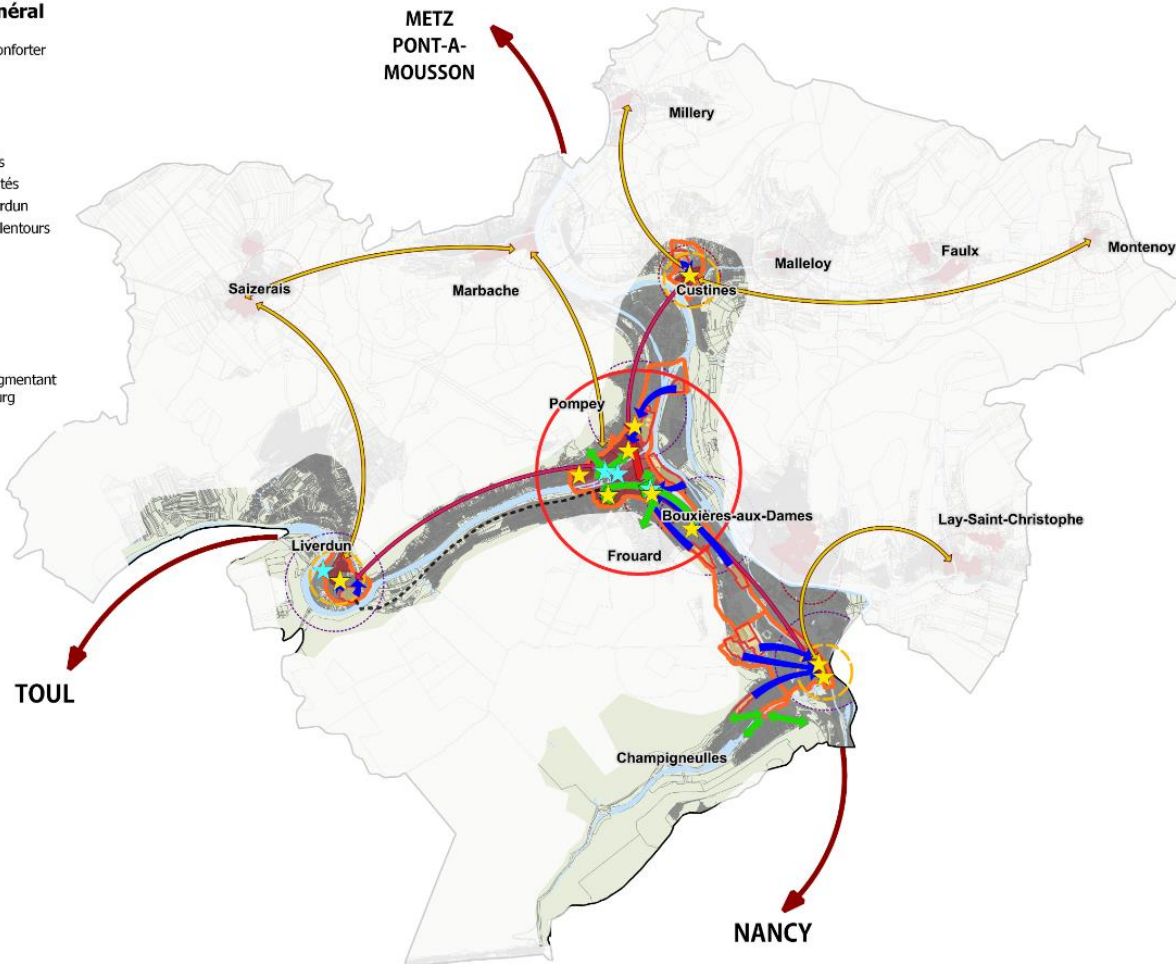 néral
onforter
s
tés
rdun
lentours
gmentant
urg
METZ
PONT-A-
MOUSSON
Millery
Montenoy
Faulx
Malleloy
Custines
Saizerais
Marbache
Pompey
Bouxières-aux-Dames
Lay-Saint-Christophe
Liverdun
Frouard
TOUL
Champigneulles
NANCY